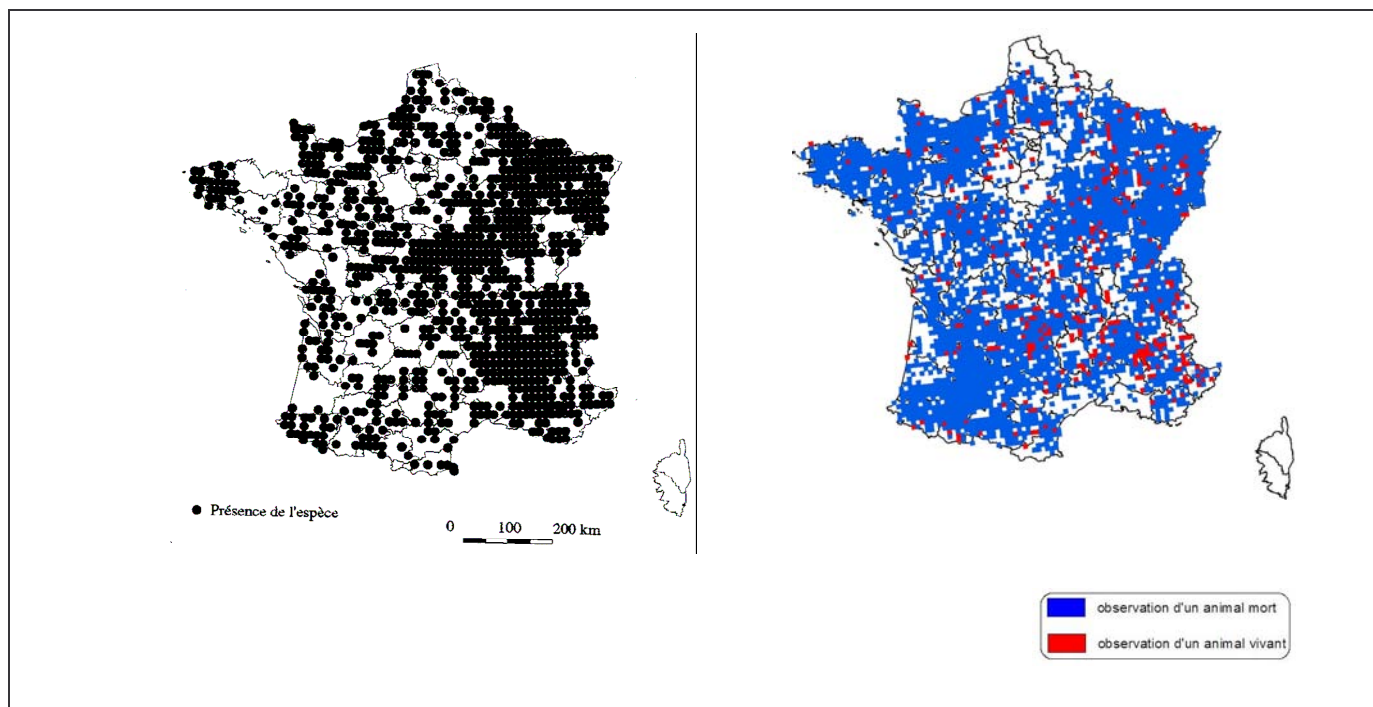 Présence de l'espèce
0 100 200 km
observation d'un animal mort
observation d'un animal vivant